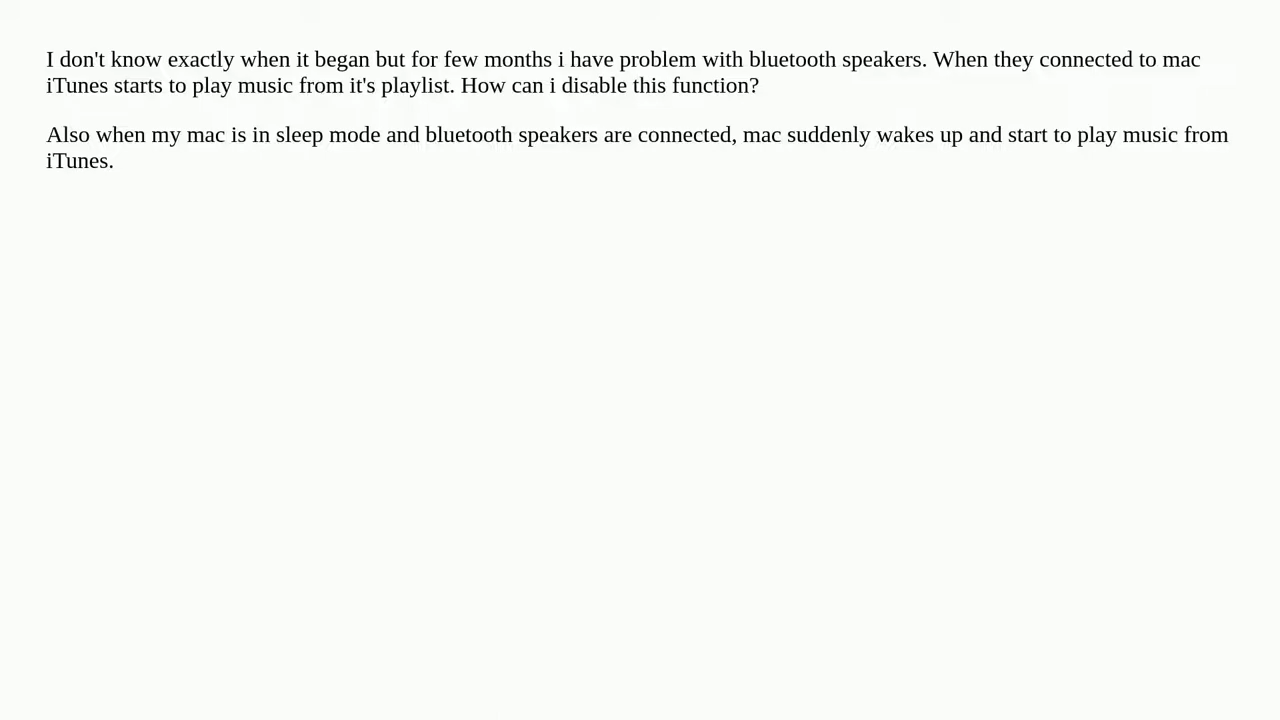 I don't know exactly when it began but for few months i have problem with bluetooth speakers. When they connected to mac
iTunes starts to play music from it's playlist. How can i disable this function?
Also when my mac is in sleep mode and bluetooth speakers are connected, mac suddenly wakes up and start to play music from
iTunes.